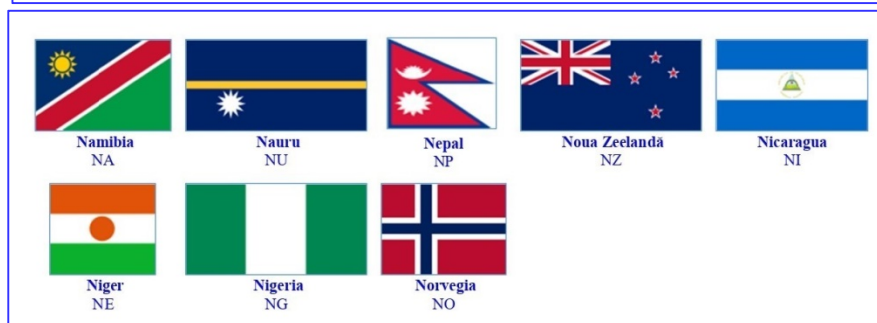 Namibia Nauru Nepal Noua Zeelandă Nicaragua
NA NU NP NZ NI
Niger Nigeria Norvegia
NE NG NO